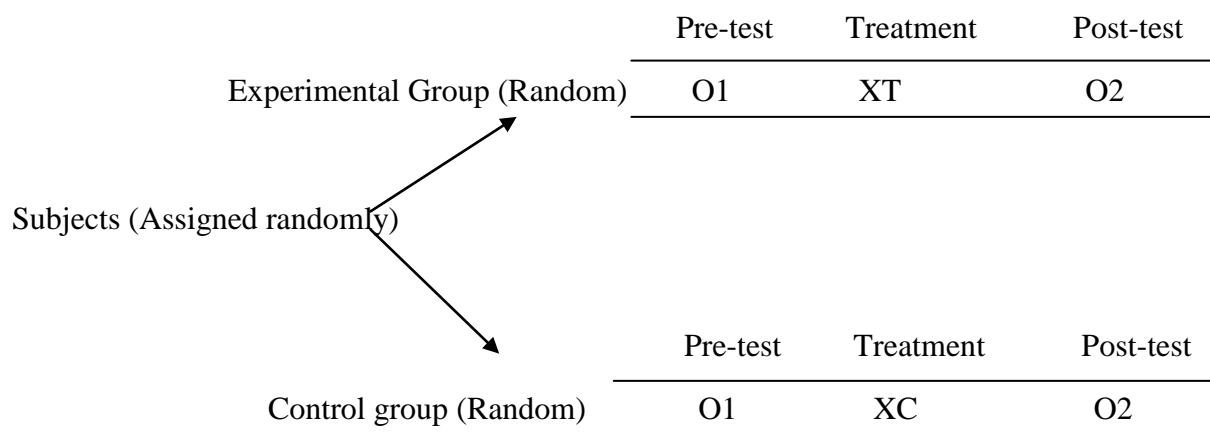 Pre-test Treatment Post-test
Experimental Group (Random) O1 XT O2
Subjects (Assigned randomly)
Pre-test Treatment Post-test
Control group (Random) O1 XC O2